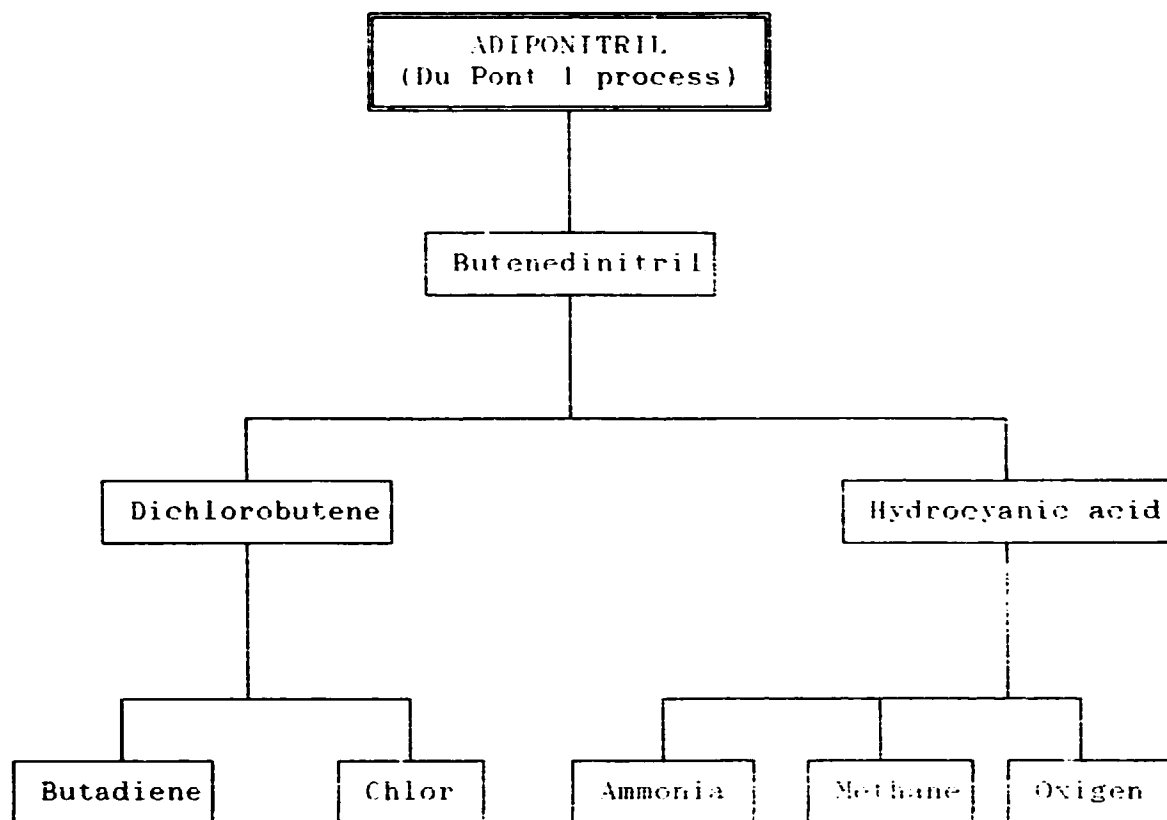 ADIPONITRIL
(Du Pont 1 process)
Butenedinitril
Dichlorobutene
Hydrocyanic acid
Butadiene
Chlor
Ammonia
Methane
Oxigen